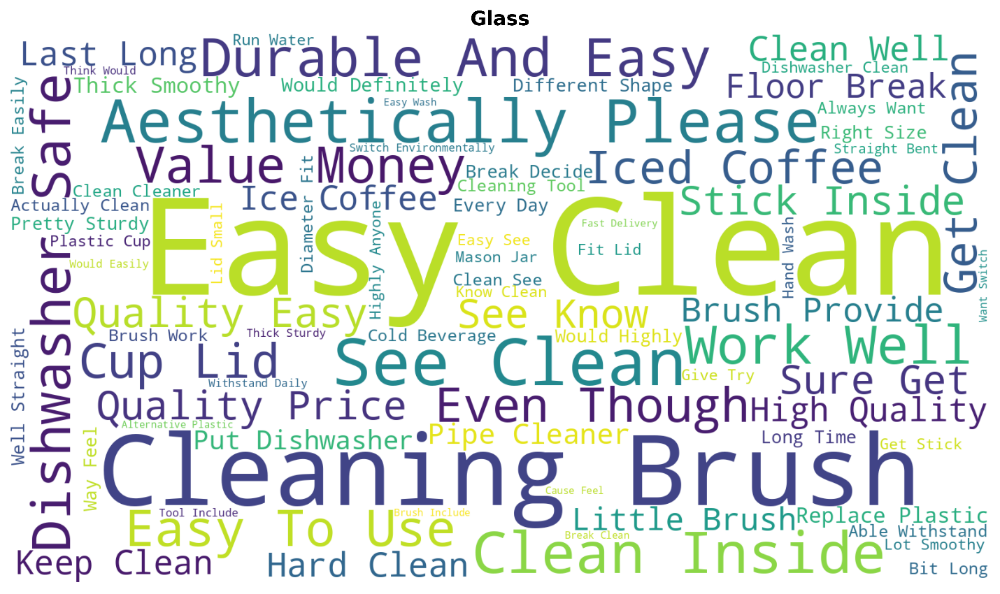 Glass
Run Water
Durable And Easy
Clean Well
Last Long
Think Would
Dishwasher Clean
Thick Smoothy
Would Definitely
Different Shape
Floor Break
Get Clean
Break Easily
Dishwasher Safe
Easy Wash
Aesthetically Please
Always Want
Right Size
Switch Environmentally
Straight Bent
Value Money
Break Decide
Iced Coffee
Clean Cleaner
Ice Coffee
Diameter Fit
Cleaning Tool
Stick Inside
Actually Clean
Every Day
Pretty Sturdy
Lid Small
Highly Anyone
Fast Delivery
Easy Clean
Plastic Cup
Easy See
Fit Lid
Hand Wash
Would Easily
Mason Jar
Want Switch
Clean See
Know Clean
Quality Easy
See Know
Brush Provide
Brush Work
Thick Sturdy
Cold Beverage
Would Highly
Work Well
Well Straight
Cup Lid
See Clean
Give Try
Sure Get
Withstand Daily
Quality Price
Even Though
High Quality
Alternative Plastic
Put Dishwasher
Pipe Cleaner
Long Time
Get Stick
Way Feel
Cleaning Brush
Cause Feel
Tool Include
Brush Include
Easy To Use
Little Brush
Replace Plastic
Able Withstand
Break Clean
Clean Inside
Lot Smoothy
Keep Clean
Hard Clean
Bit Long